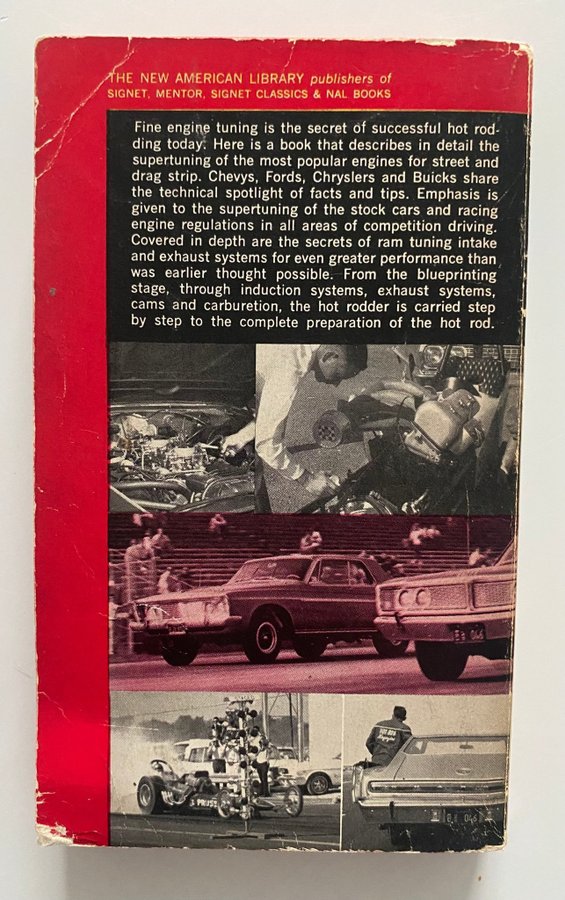 THE NEW AMERICAN LIBRARY publishers of
SIGNET, MENTOR, SIGNET CLASSICS & NAL BOOKS
Fine engine tuning is the secret of successful hot rod-
ding today. Here is a book that describes in detail the
supertuning of the most popular engines for street and
drag strip. Chevys, Fords, Chryslers and Buicks share
the technical spotlight of facts and tips. Emphasis is
given to the supertuning of the stock cars and racing
engine regulations in all areas of competition driving.
Covered in depth are the secrets of ram tuning intake
and exhaust systems for even greater performance than
was earlier thought possible. From the blueprinting
stage, through induction systems, exhaust systems,
cams and carburetion, the hot rodder is carried step
by step to the complete preparation of the hot rod.
HOT ROD